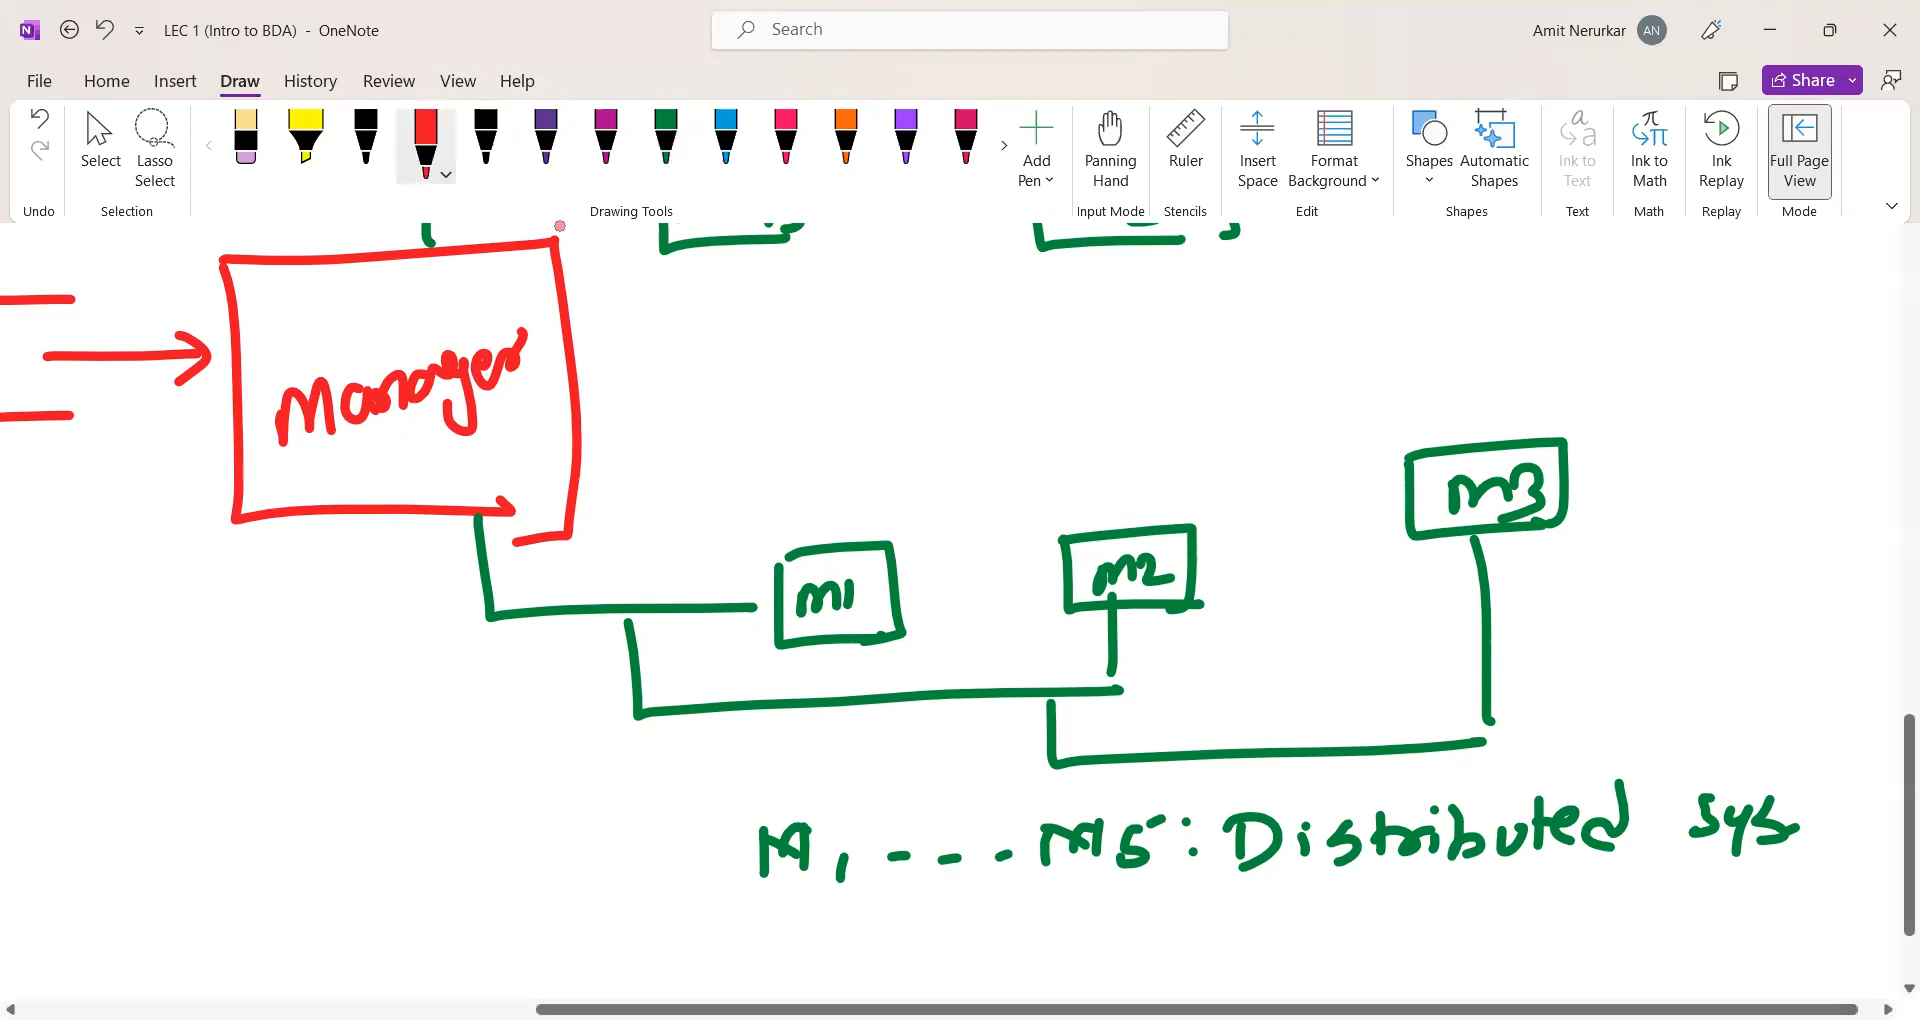 LEC 1 (Intro to BDA) - OneNote
Search
Amit Nerurkar AN
File Home Insert Draw History Review View Help
Share
Select
Lasso Select
Add Pen
Panning Hand
Ruler
Insert Space
Format Background
Shapes
Automatic Shapes
Ink to Text
Ink to Math
Ink Replay
Full Page View
Undo Selection Drawing Tools Input Mode Stencils Edit Shapes Text Math Replay Mode
Manager
m3
m2
m1
M1 ---- M5 : Distributed sys